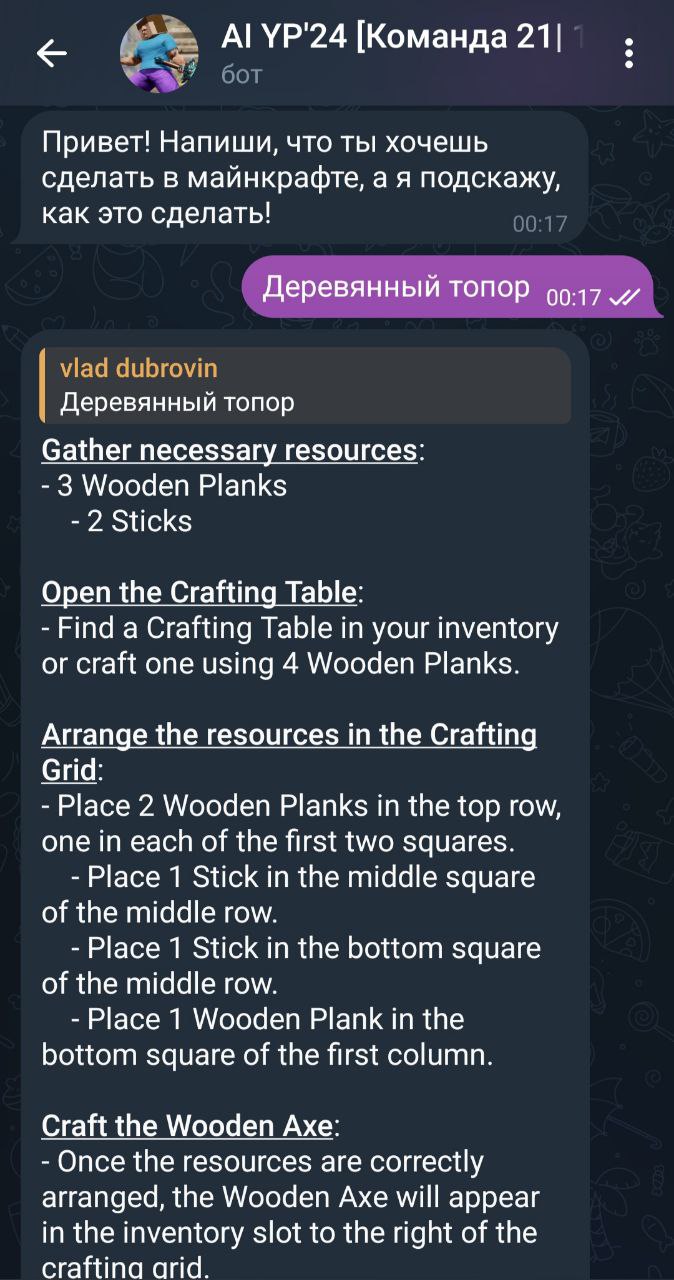 AI YP'24 [Команда 21|
бот
Привет! Напиши, что ты хочешь
сделать в майнкрафте, а я подскажу,
как это сделать!
00:17
Деревянный топор 00:17
vlad dubrovin
Деревянный топор
Gather necessary resources:
- 3 Wooden Planks
- 2 Sticks
Open the Crafting Table:
- Find a Crafting Table in your inventory
or craft one using 4 Wooden Planks.
Arrange the resources in the Crafting
Grid:
- Place 2 Wooden Planks in the top row,
one in each of the first two squares.
- Place 1 Stick in the middle square
of the middle row.
- Place 1 Stick in the bottom square
of the middle row.
- Place 1 Wooden Plank in the
bottom square of the first column.
Craft the Wooden Axe:
- Once the resources are correctly
arranged, the Wooden Axe will appear
in the inventory slot to the right of the
crafting grid.